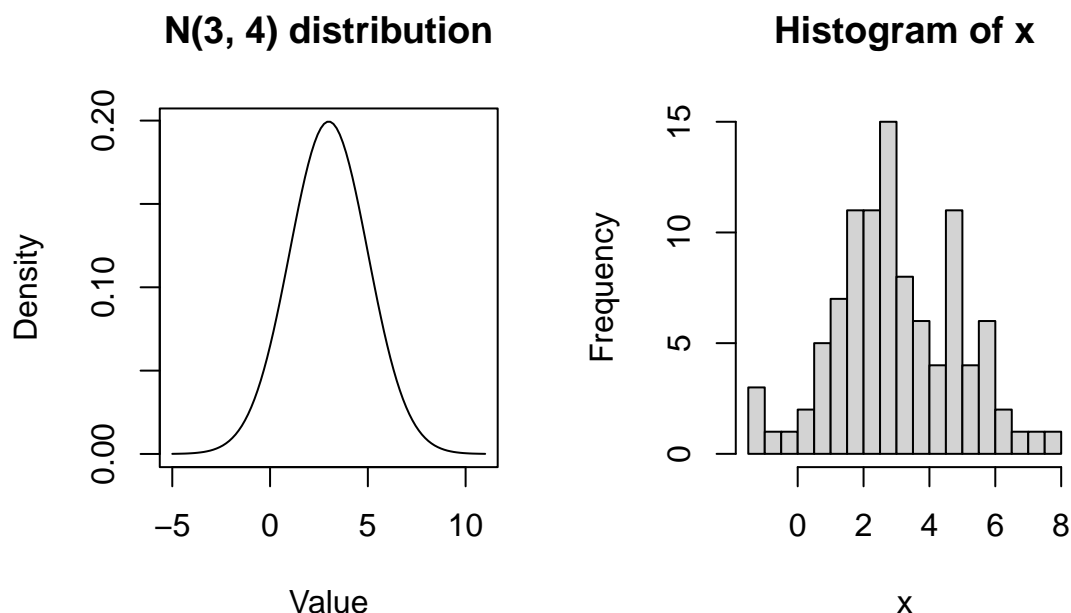 N(3, 4) distribution
Density
0.20
0.10
0.00
−5 0 5 10
Value
Histogram of x
Frequency
15
10
5
0
0 2 4 6 8
x